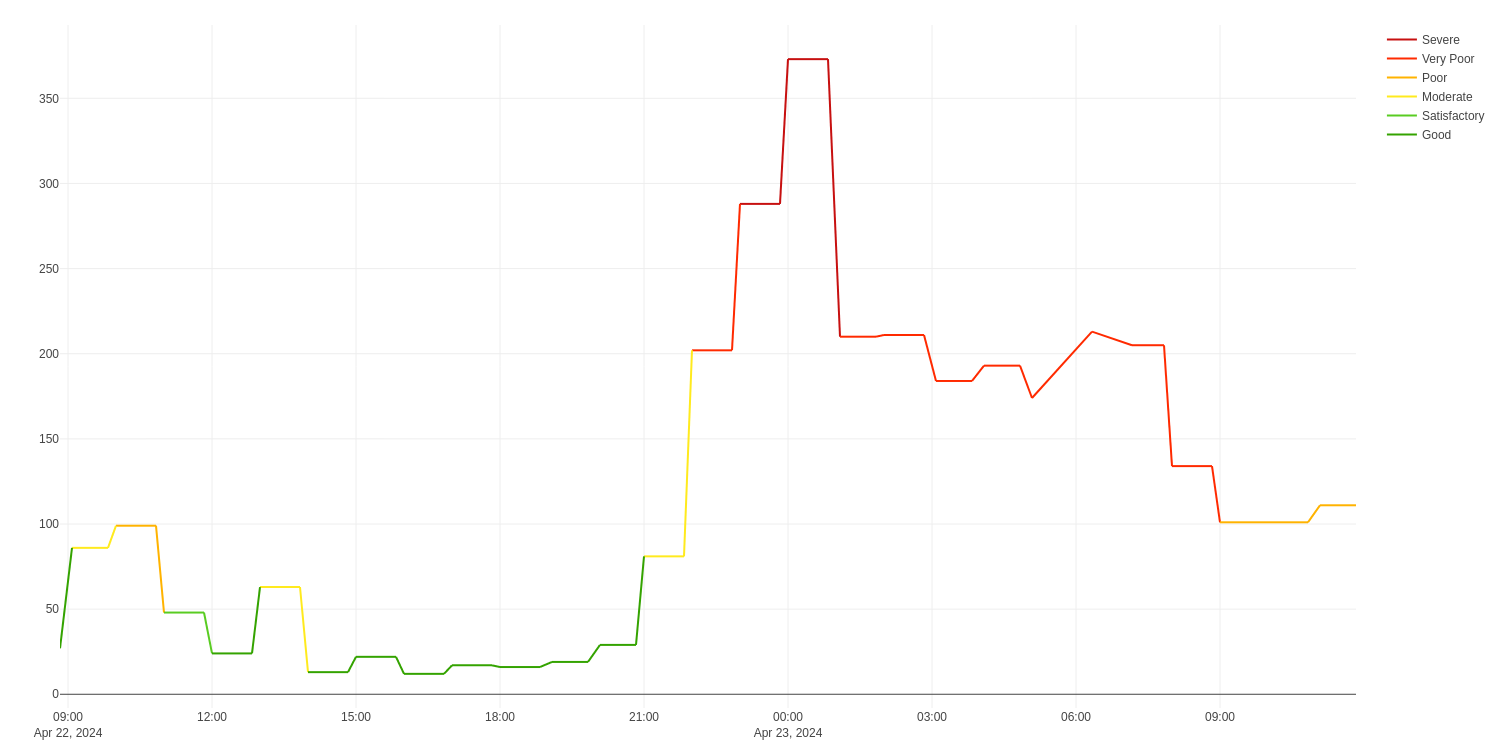 350
300
250
200
150
100
50
0
09:00 12:00 15:00 18:00 21:00 00:00 03:00 06:00 09:00
Apr 22, 2024 Apr 23, 2024
Severe
Very Poor
Poor
Moderate
Satisfactory
Good